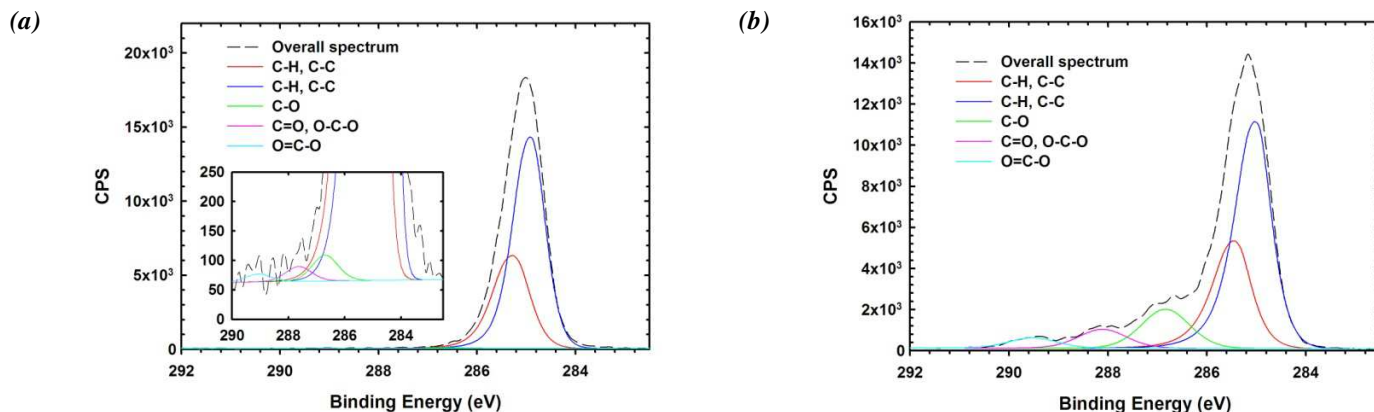 (a)
20x10³
15x10³
10x10³
5x10³
0
CPS
Overall spectrum
C-H, C-C
C-H, C-C
C-O
C=O, O-C-O
O=C-O
250
200
150
100
50
0
290 288 286 284
292 290 288 286 284
Binding Energy (eV)
(b)
16x10³
14x10³
12x10³
10x10³
8x10³
6x10³
4x10³
2x10³
0
CPS
Overall spectrum
C-H, C-C
C-H, C-C
C-O
C=O, O-C-O
O=C-O
292 290 288 286 284
Binding Energy (eV)